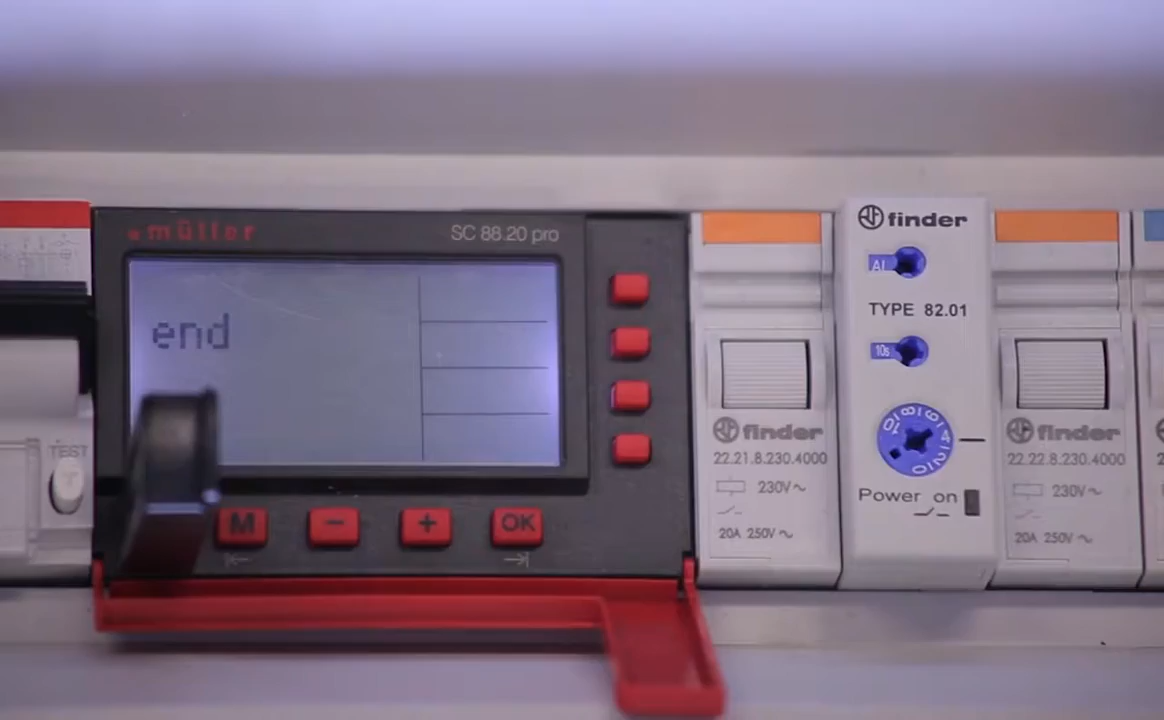 müller
SC 88.20 pro
end
TEST
M
−
+
OK
finder
22.21.8.230.4000
230V~
20A 250V~
finder
AI
TYPE 82.01
10s
Power on
finder
22.22.8.230.4000
230V~
20A 250V~